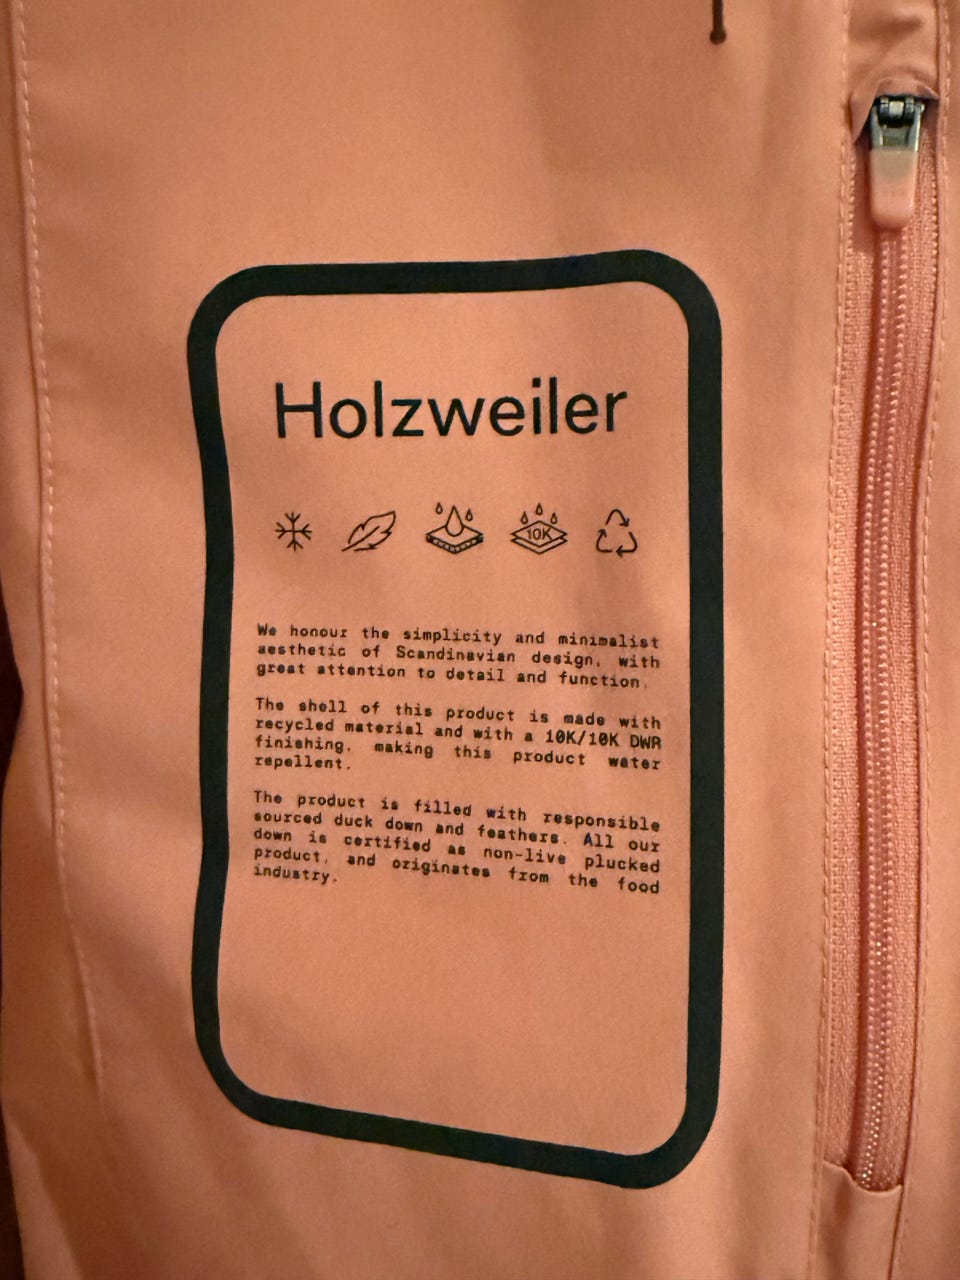 Holzweiler
10K
We honour the simplicity and minimalist
aesthetic of Scandinavian design, with
great attention to detail and function.
The shell of this product is made with
recycled material and with a 10K/10K DWR
finishing, making this product water
repellent.
The product is filled with responsible
sourced duck down and feathers. All our
down is certified as non-live plucked
product, and originates from the food
industry.